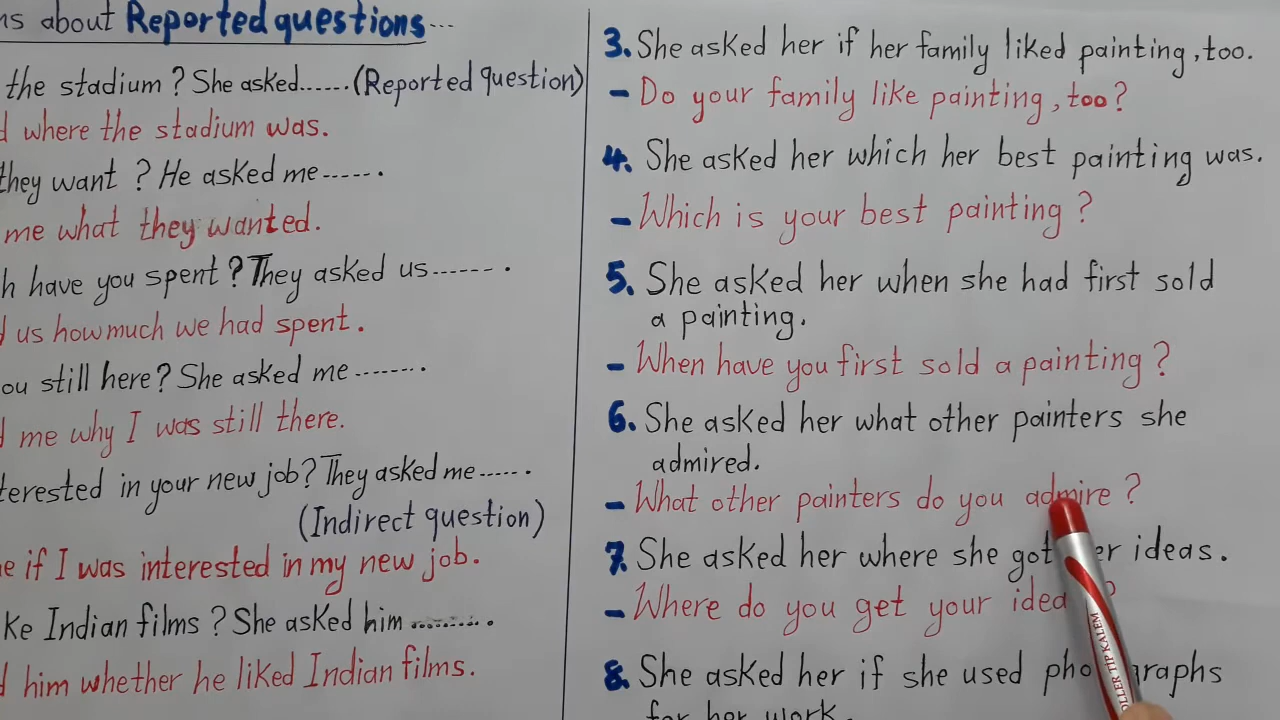 about Reported questions...
the stadium ? She asked......(Reported question)
where the stadium was.
they want ? He asked me...... .
me what they wanted.
have you spent ? They asked us....... .
us how much we had spent .
still here ? She asked me ........ .
me why I was still there.
in your new job? They asked me...... .
(Indirect question)
if I was interested in my new job.
Indian films ? She asked him .......... .
him whether he liked Indian films.
3. She asked her if her family liked painting, too.
- Do your family like painting, too ?
4. She asked her which her best painting was.
- Which is your best painting ?
5. She asked her when she had first sold
a painting.
- When have you first sold a painting ?
6. She asked her what other painters she
admired.
- What other painters do you admire ?
7. She asked her where she got ideas.
- Where do you get your
8. She asked her if she used
for her work.
ROLLER TIP KALEM